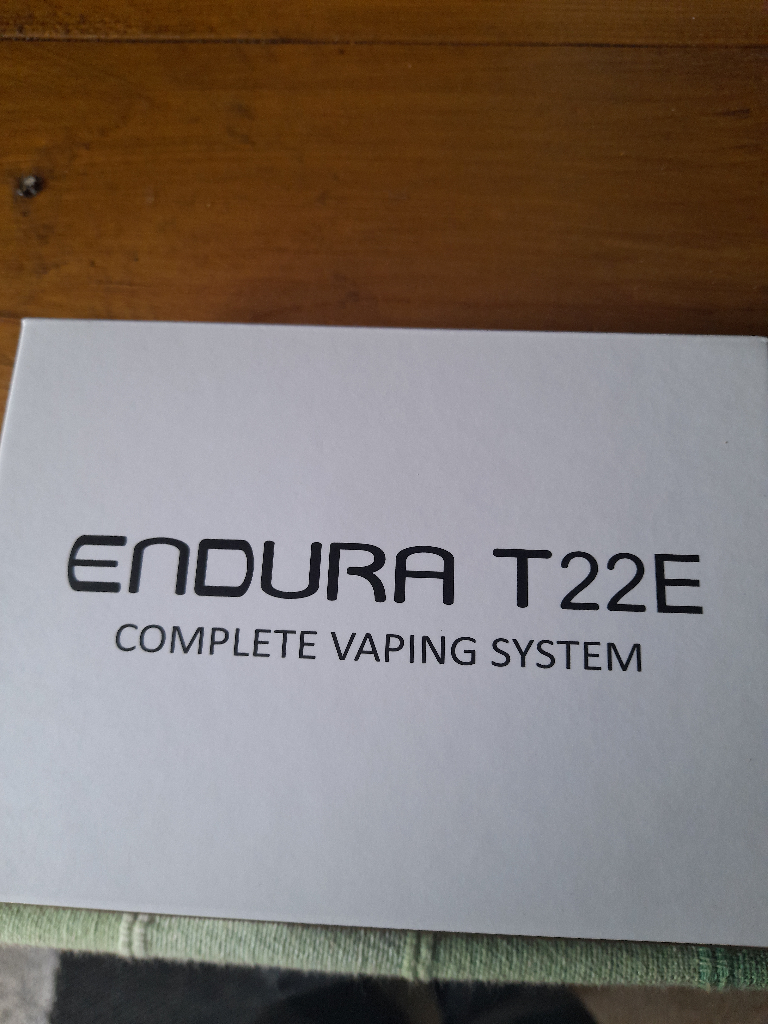 ENDURA T22E
COMPLETE VAPING SYSTEM